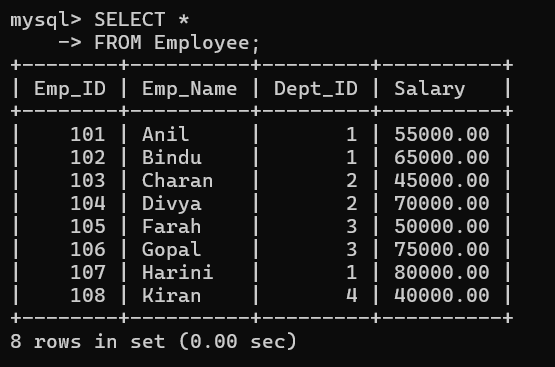 mysql> SELECT *
    -> FROM Employee;
+--------+----------+---------+----------+
| Emp_ID | Emp_Name | Dept_ID | Salary   |
+--------+----------+---------+----------+
|    101 | Anil     |       1 | 55000.00 |
|    102 | Bindu    |       1 | 65000.00 |
|    103 | Charan   |       2 | 45000.00 |
|    104 | Divya    |       2 | 70000.00 |
|    105 | Farah    |       3 | 50000.00 |
|    106 | Gopal    |       3 | 75000.00 |
|    107 | Harini   |       1 | 80000.00 |
|    108 | Kiran    |       4 | 40000.00 |
+--------+----------+---------+----------+
8 rows in set (0.00 sec)